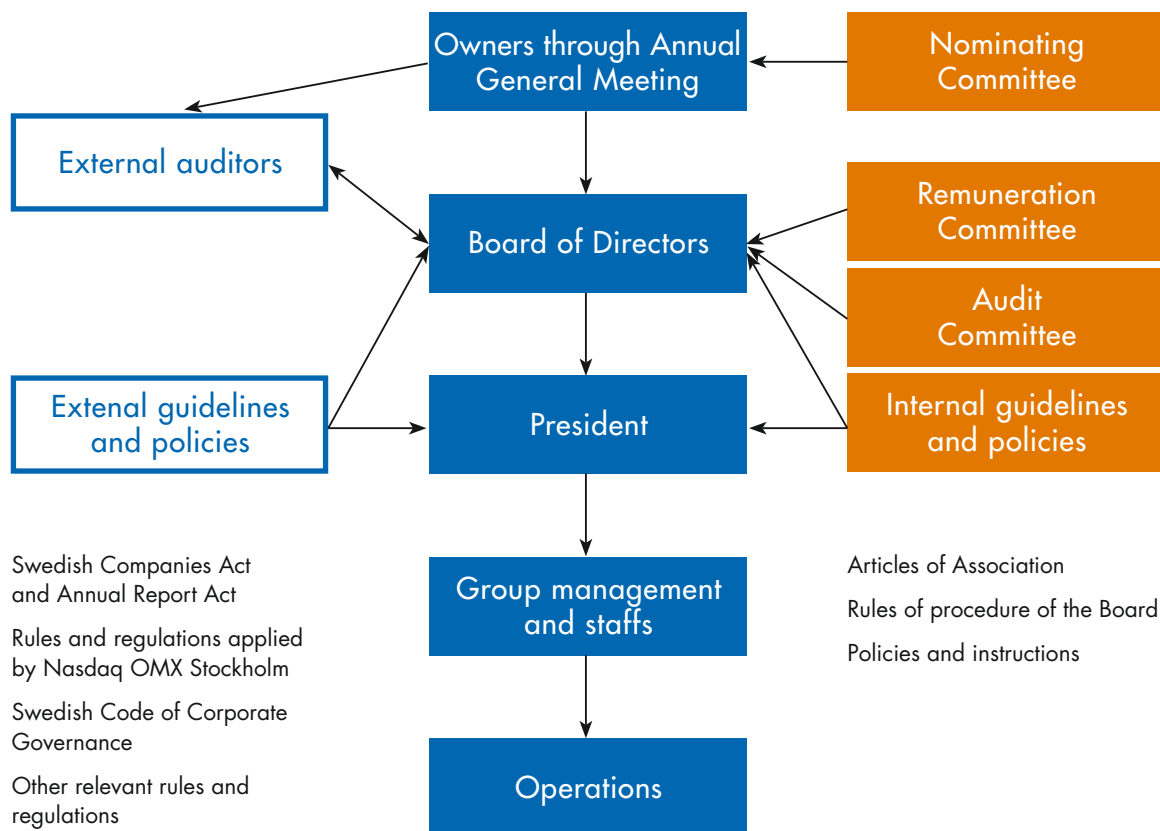 Owners through Annual
General Meeting
Nominating
Committee
External auditors
Board of Directors
Remuneration
Committee
Audit
Committee
Extenal guidelines
and policies
President
Internal guidelines
and policies
Swedish Companies Act
and Annual Report Act
Rules and regulations applied
by Nasdaq OMX Stockholm
Swedish Code of Corporate
Governance
Other relevant rules and
regulations
Group management
and staffs
Operations
Articles of Association
Rules of procedure of the Board
Policies and instructions